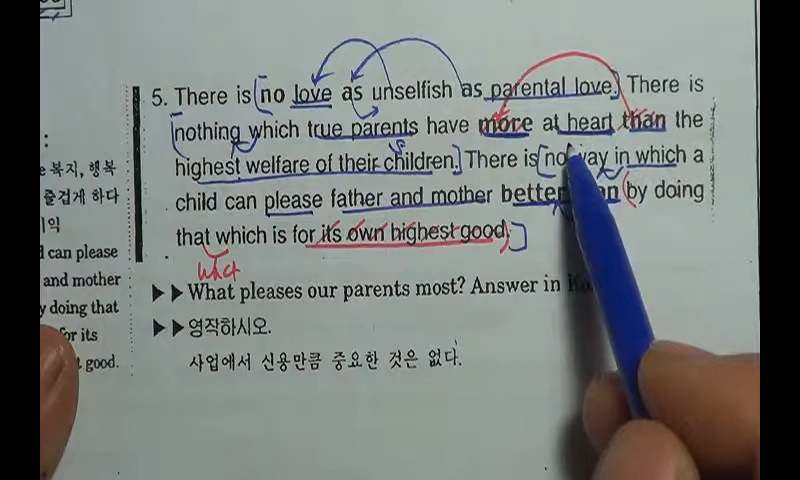 5. There is no love as unselfish as parental love. There is
nothing which true parents have more at heart than the
highest welfare of their children. There is no way in which a
child can please father and mother better by doing
that which is for its own highest good.
what
▶▶What pleases our parents most? Answer in
▶▶영작하시오.
사업에서 신용만큼 중요한 것은 없다.
:
복지, 행복
즐겁게 하다
이익
can please
and mother
doing that
for its
good.